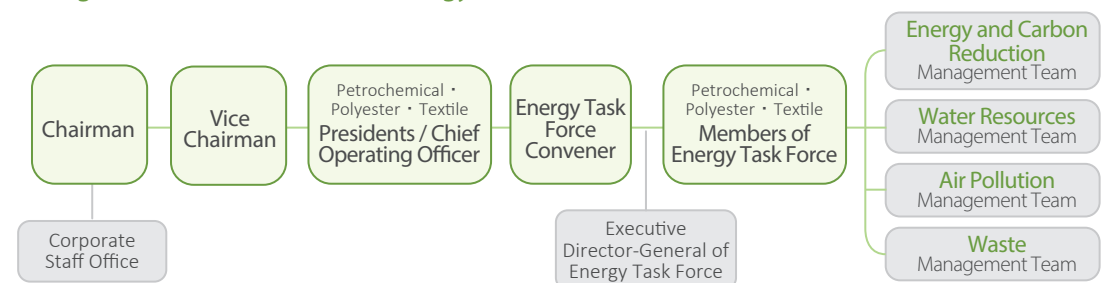 Chairman
Corporate
Staff Office
Vice
Chairman
Petrochemical・
Polyester・Textile
Presidents / Chief
Operating Officer
Energy Task
Force
Convener
Executive
Director-General of
Energy Task Force
Petrochemical・
Polyester・Textile
Members of
Energy Task Force
Energy and Carbon
Reduction
Management Team
Water Resources
Management Team
Air Pollution
Management Team
Waste
Management Team